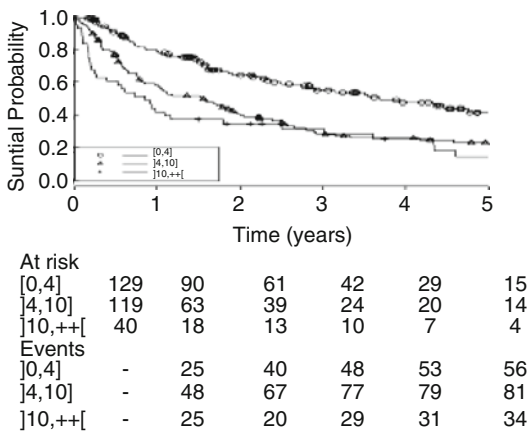 Suntial Probability
1.0
0.8
0.6
0.4
0.2
0.0
[0,4]
]4,10]
]10,++[
0 1 2 3 4 5
Time (years)
At risk
[0,4] 129 90 61 42 29 15
]4,10] 119 63 39 24 20 14
]10,++[ 40 18 13 10 7 4
Events
]0,4] - 25 40 48 53 56
]4,10] - 48 67 77 79 81
]10,++[ - 25 20 29 31 34